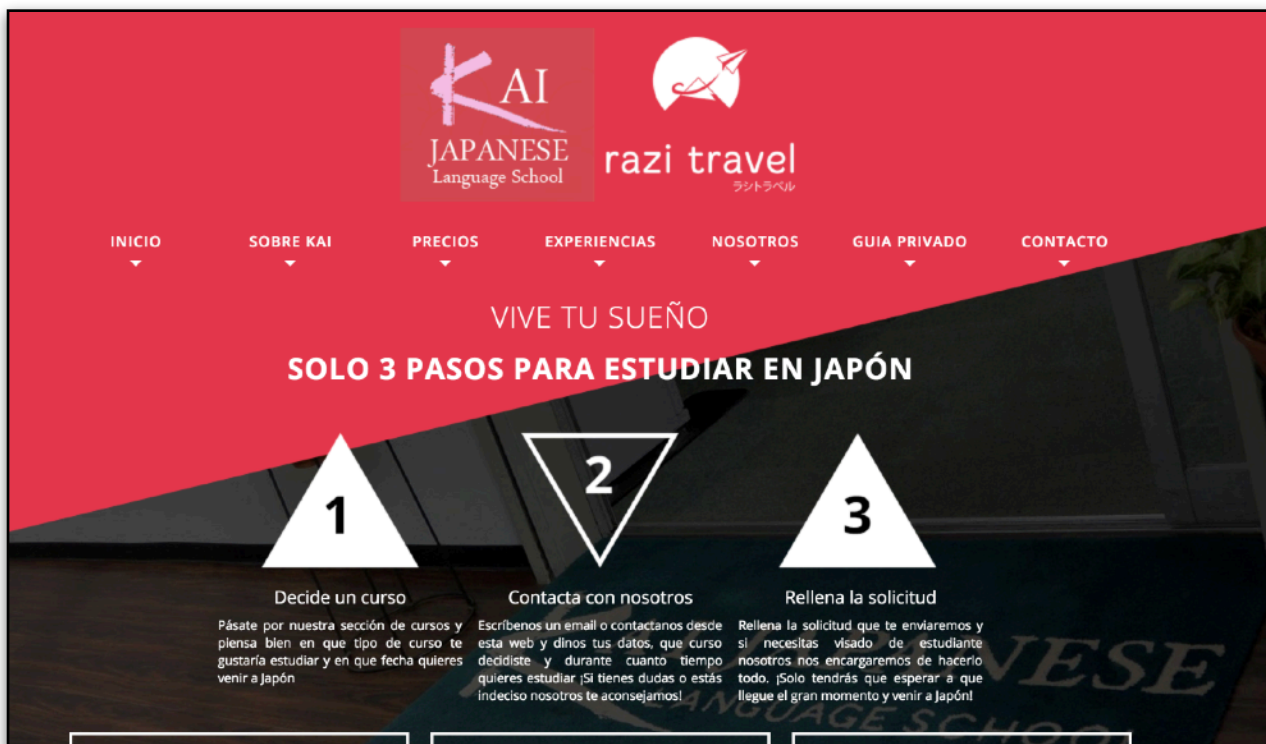 KAI
JAPANESE
Language School
razi travel
ラシトラベル
INICIO
SOBRE KAI
PRECIOS
EXPERIENCIAS
NOSOTROS
GUIA PRIVADO
CONTACTO
VIVE TU SUEÑO
SOLO 3 PASOS PARA ESTUDIAR EN JAPÓN
1
2
3
Decide un curso
Pásate por nuestra sección de cursos y
piensa bien en que tipo de curso te
gustaría estudiar y en que fecha quieres
venir a Japón
Contacta con nosotros
Escríbenos un email o contactanos desde
esta web y dinos tus datos, que curso
decidiste y durante cuanto tiempo
quieres estudiar ¡Si tienes dudas o estás
indeciso nosotros te aconsejamos!
Rellena la solicitud
Rellena la solicitud que te enviaremos y
si necesitas visado de estudiante
nosotros nos encargaremos de hacerlo
todo. ¡Solo tendrás que esperar a que
llegue el gran momento y venir a Japón!
KAI JAPANESE
LANGUAGE SCHOOL